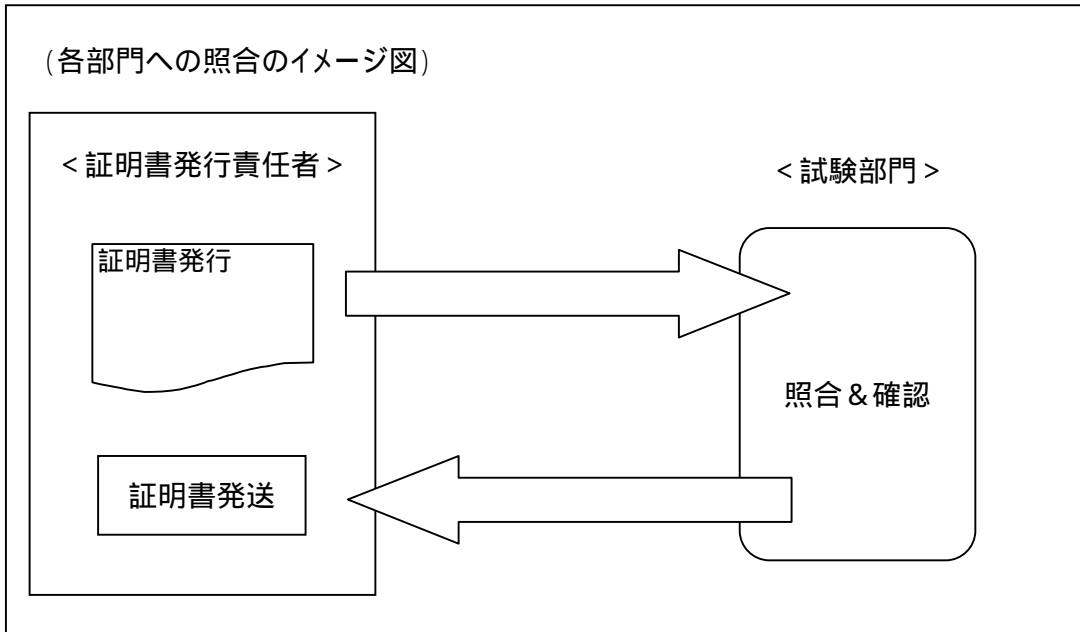 (各部門への照合のイメージ図)
<証明書発行責任者>
<試験部門>
証明書発行
照合&確認
証明書発送